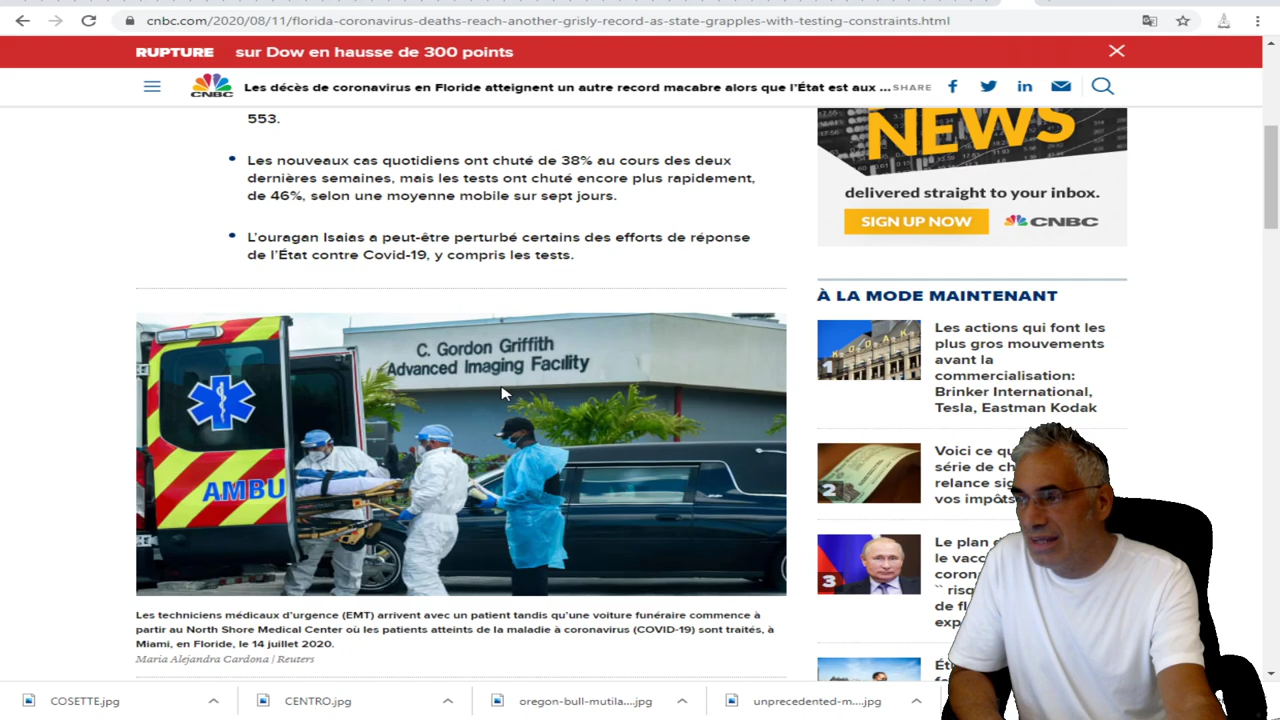 cnbc.com/2020/08/11/florida-coronavirus-deaths-reach-another-grisly-record-as-state-grapples-with-testing-constraints.html
RUPTURE sur Dow en hausse de 300 points
CNBC
Les décès de coronavirus en Floride atteignent un autre record macabre alors que l'État est aux ...
SHARE
553.
Les nouveaux cas quotidiens ont chuté de 38% au cours des deux
dernières semaines, mais les tests ont chuté encore plus rapidement,
de 46%, selon une moyenne mobile sur sept jours.
L'ouragan Isaias a peut-être perturbé certains des efforts de réponse
de l'État contre Covid-19, y compris les tests.
C. Gordon Griffith
Advanced Imaging Facility
AMBU
Les techniciens médicaux d'urgence (EMT) arrivent avec un patient tandis qu'une voiture funéraire commence à
partir au North Shore Medical Center où les patients atteints de la maladie à coronavirus (COVID-19) sont traités, à
Miami, en Floride, le 14 juillet 2020.
Maria Alejandra Cardona | Reuters
NEWS
delivered straight to your inbox.
SIGN UP NOW
CNBC
À LA MODE MAINTENANT
KODAK
Les actions qui font les
plus gros mouvements
avant la
commercialisation:
Brinker International,
Tesla, Eastman Kodak
2
Voici ce
série de
relance
vos impôts
3
Le plan
le vacc
coron
de
COSETTE.jpg
CENTRO.jpg
oregon-bull-mutila....jpg
unprecedented-m....jpg